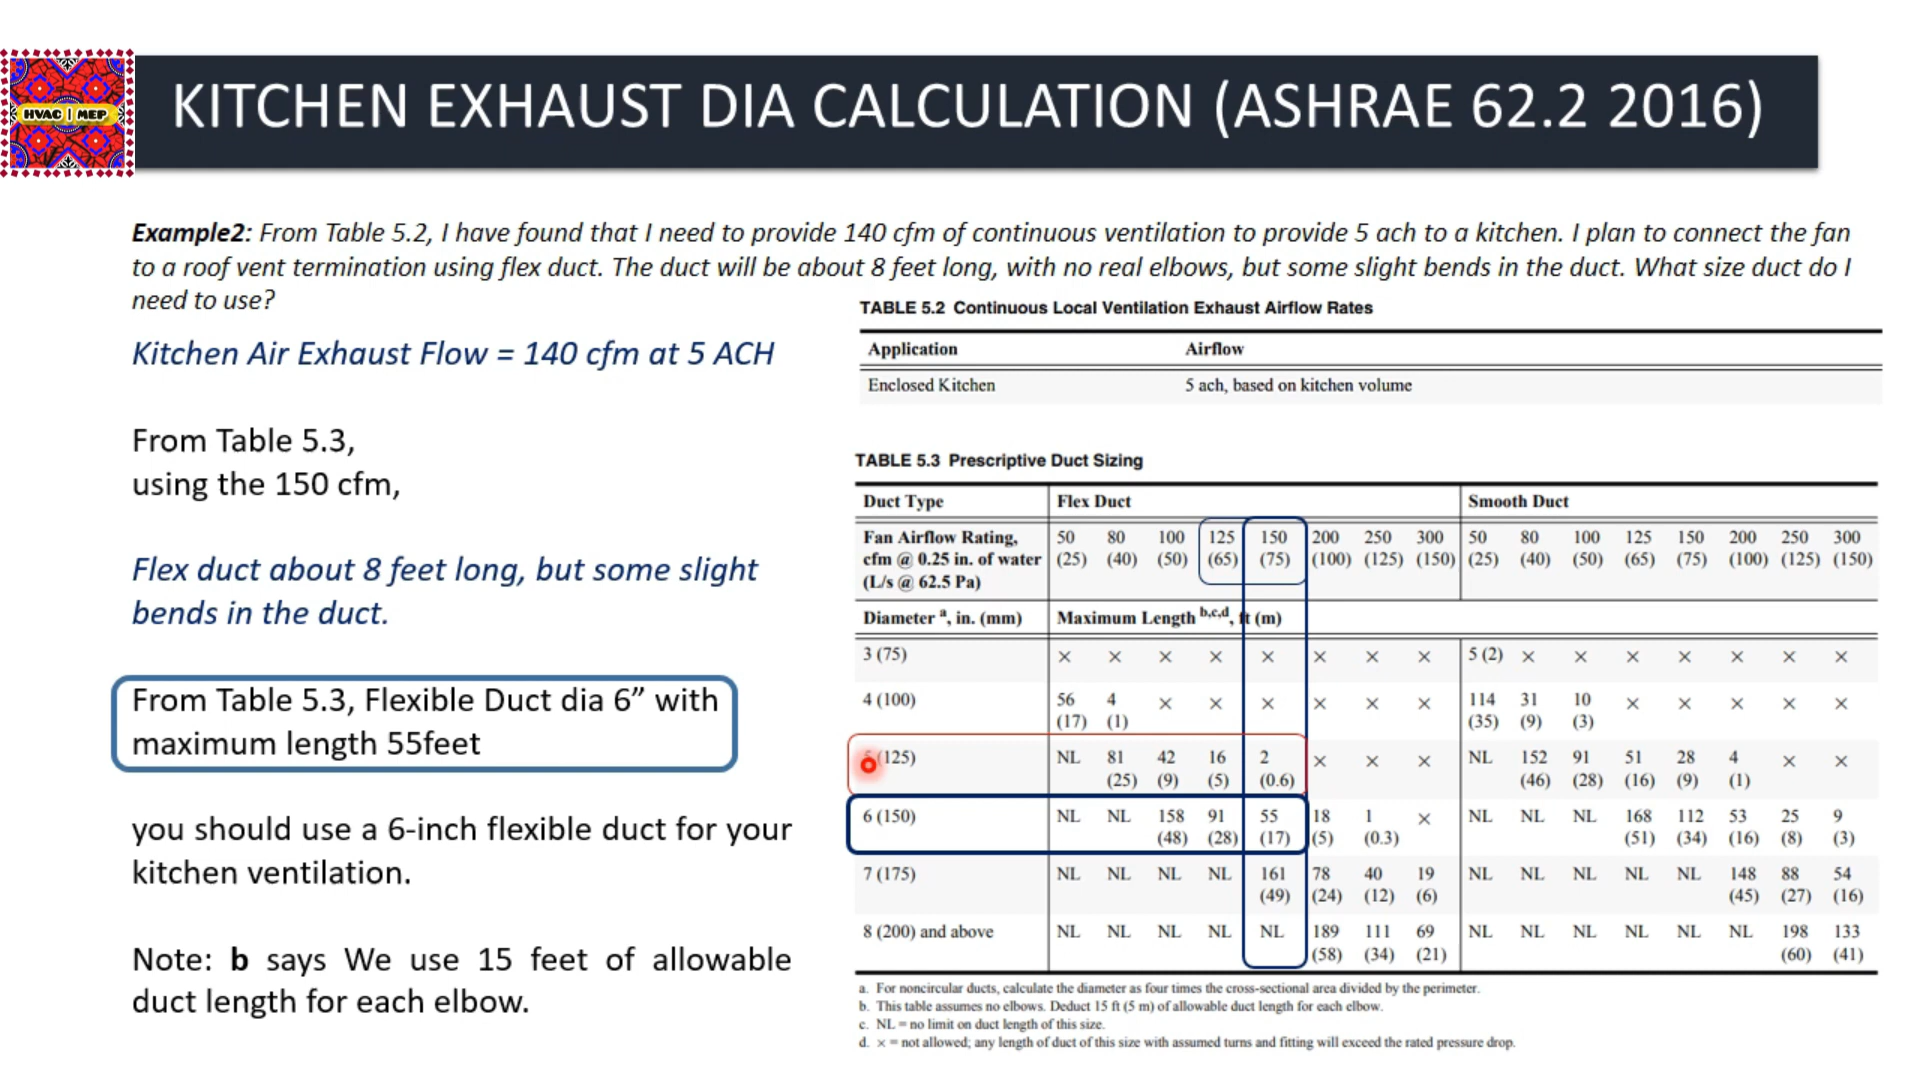 HVAC | MEP
KITCHEN EXHAUST DIA CALCULATION (ASHRAE 62.2 2016)
Example2: From Table 5.2, I have found that I need to provide 140 cfm of continuous ventilation to provide 5 ach to a kitchen. I plan to connect the fan
to a roof vent termination using flex duct. The duct will be about 8 feet long, with no real elbows, but some slight bends in the duct. What size duct do I
need to use?
Kitchen Air Exhaust Flow = 140 cfm at 5 ACH
From Table 5.3,
using the 150 cfm,
Flex duct about 8 feet long, but some slight
bends in the duct.
From Table 5.3, Flexible Duct dia 6” with
maximum length 55feet
you should use a 6-inch flexible duct for your
kitchen ventilation.
Note: b says We use 15 feet of allowable
duct length for each elbow.
TABLE 5.2 Continuous Local Ventilation Exhaust Airflow Rates
Application Airflow
Enclosed Kitchen 5 ach, based on kitchen volume
TABLE 5.3 Prescriptive Duct Sizing
Duct Type Flex Duct Smooth Duct
Fan Airflow Rating, 50 80 100 125 150 200 250 300 50 80 100 125 150 200 250 300
cfm @ 0.25 in. of water (25) (40) (50) (65) (75) (100) (125) (150) (25) (40) (50) (65) (75) (100) (125) (150)
(L/s @ 62.5 Pa)
Diameter a, in. (mm) Maximum Length b,c,d, ft (m)
3 (75) × × × × × × × × 5 (2) × × × × × × ×
4 (100) 56 4 × × × × × × 114 31 10 × × × × ×
(17) (1) (35) (9) (3)
(125) NL 81 42 16 2 × × × NL 152 91 51 28 4 × ×
(25) (9) (5) (0.6) (46) (28) (16) (9) (1)
6 (150) NL NL 158 91 55 18 1 × NL NL NL 168 112 53 25 9
(48) (28) (17) (5) (0.3) (51) (34) (16) (8) (3)
7 (175) NL NL NL NL 161 78 40 19 NL NL NL NL NL 148 88 54
(49) (24) (12) (6) (45) (27) (16)
8 (200) and above NL NL NL NL NL 189 111 69 NL NL NL NL NL NL 198 133
(58) (34) (21) (60) (41)
a. For noncircular ducts, calculate the diameter as four times the cross-sectional area divided by the perimeter.
b. This table assumes no elbows. Deduct 15 ft (5 m) of allowable duct length for each elbow.
c. NL = no limit on duct length of this size.
d. × = not allowed; any length of duct of this size with assumed turns and fitting will exceed the rated pressure drop.